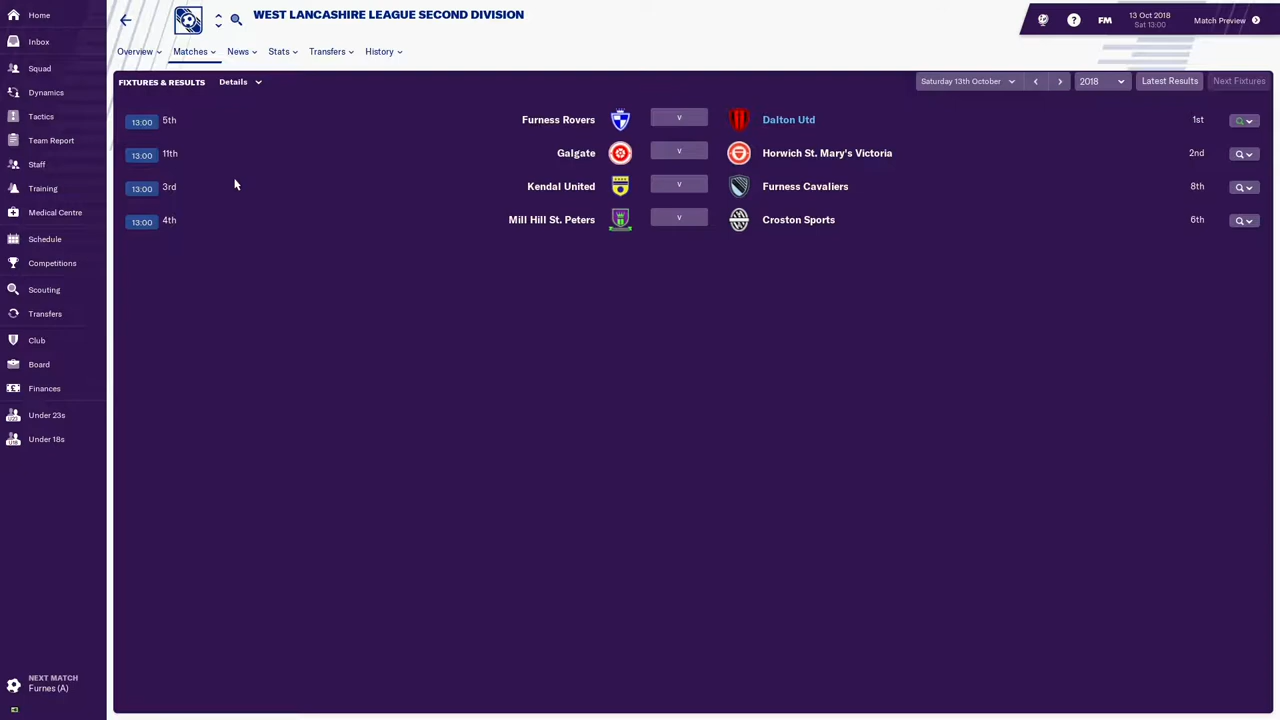 Home
WEST LANCASHIRE LEAGUE SECOND DIVISION
13 Oct 2018
Sat 13:00
? FM Match Preview
Overview Matches News Stats Transfers History
Inbox
Squad
Dynamics
Tactics
Team Report
Staff
Training
Medical Centre
Schedule
Competitions
Scouting
Transfers
Club
Board
Finances
Under 23s
Under 18s
NEXT MATCH
Furnes (A)
FIXTURES & RESULTS Details Saturday 13th October 2018 Latest Results Next Fixtures
13:00 5th Furness Rovers v Dalton Utd 1st
13:00 11th Galgate v Horwich St. Mary's Victoria 2nd
13:00 3rd Kendal United v Furness Cavaliers 8th
13:00 4th Mill Hill St. Peters v Croston Sports 6th